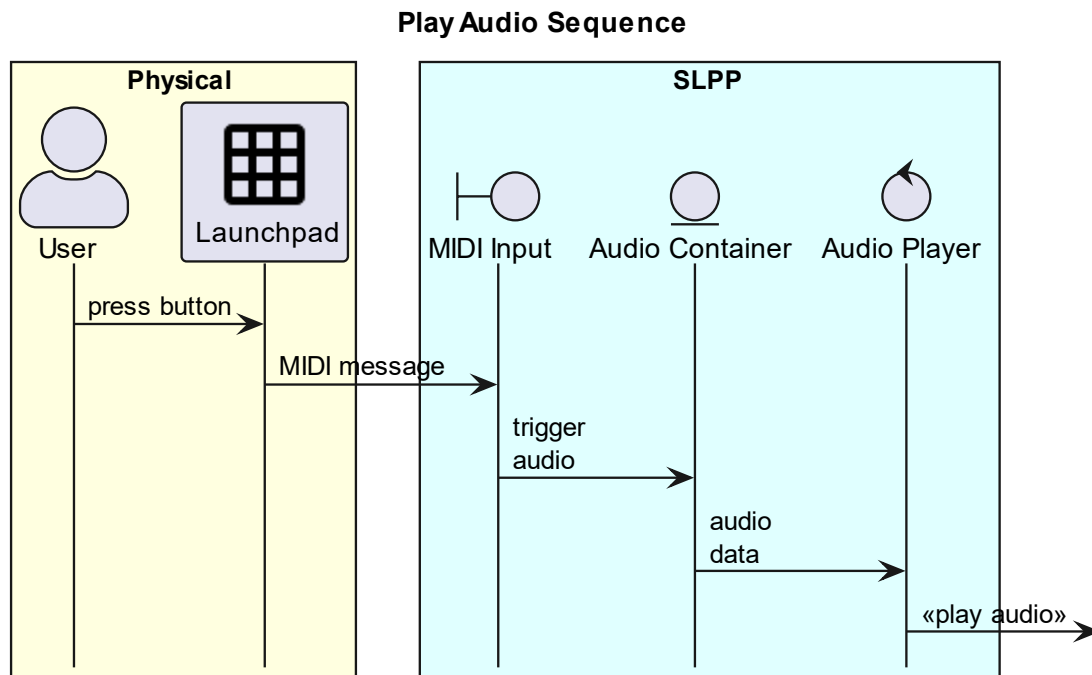 Play Audio Sequence
Physical
SLPP
User
Launchpad
MIDI Input
Audio Container
Audio Player
press button
MIDI message
trigger
audio
audio
data
«play audio»